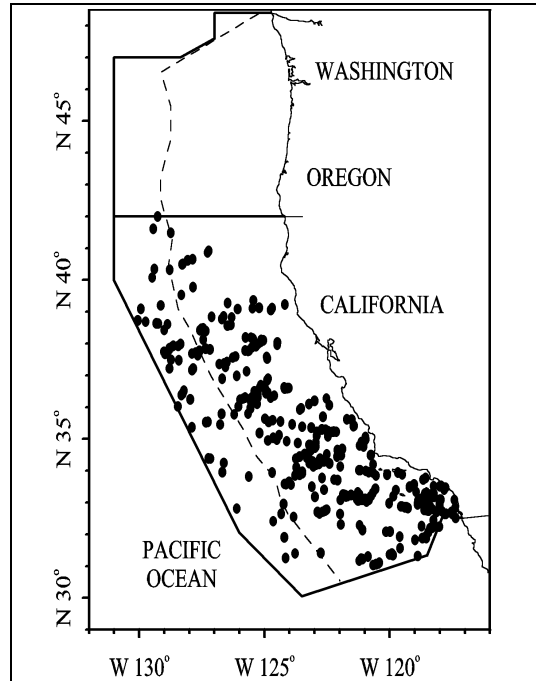 WASHINGTON
N 45°
OREGON
N 40°
CALIFORNIA
N 35°
PACIFIC
OCEAN
N 30°
W 130° W 125° W 120°